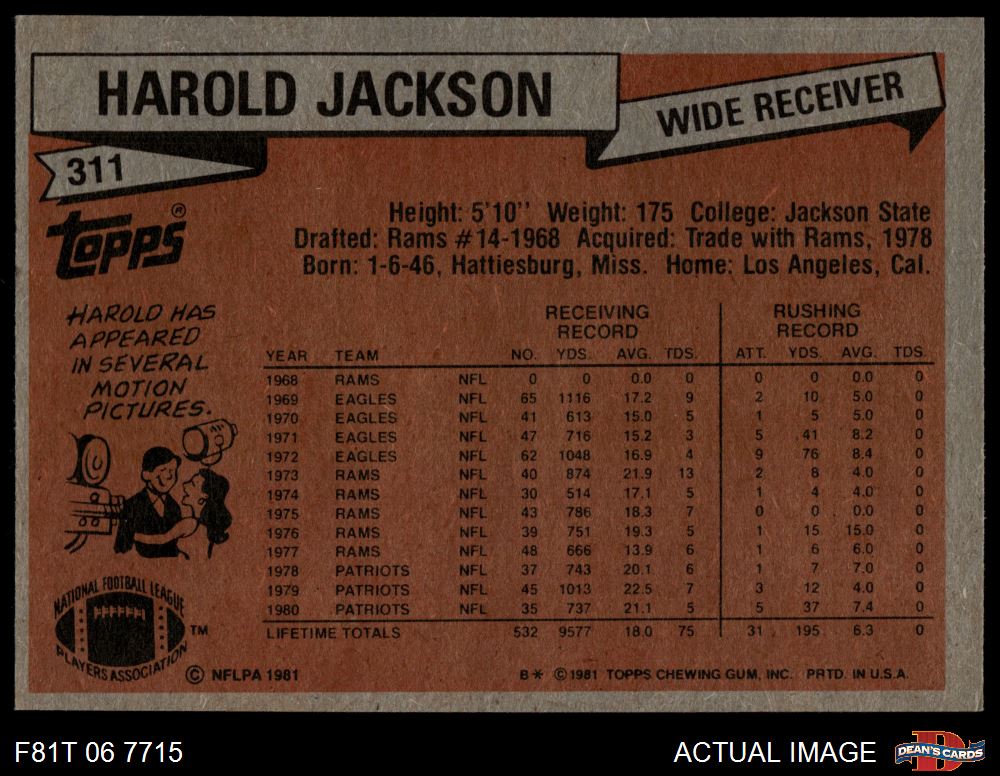 HAROLD JACKSON
WIDE RECEIVER
311
Topps®
Height: 5'10" Weight: 175 College: Jackson State
Drafted: Rams #14-1968 Acquired: Trade with Rams, 1978
Born: 1-6-46, Hattiesburg, Miss. Home: Los Angeles, Cal.
HAROLD HAS
APPEARED
IN SEVERAL
MOTION
PICTURES.
RECEIVING RUSHING
RECORD RECORD
YEAR TEAM NO. YDS. AVG. TDS. ATT. YDS. AVG. TDS.
1968 RAMS NFL 0 0 0.0 0 0 0 0.0 0
1969 EAGLES NFL 65 1116 17.2 9 2 10 5.0 0
1970 EAGLES NFL 41 613 15.0 5 1 5 5.0 0
1971 EAGLES NFL 47 716 15.2 3 5 41 8.2 0
1972 EAGLES NFL 62 1048 16.9 4 9 76 8.4 0
1973 RAMS NFL 40 874 21.9 13 2 8 4.0 0
1974 RAMS NFL 30 514 17.1 5 1 4 4.0 0
1975 RAMS NFL 43 786 18.3 7 0 0 0.0 0
1976 RAMS NFL 39 751 19.3 5 1 15 15.0 0
1977 RAMS NFL 48 666 13.9 6 1 6 6.0 0
1978 PATRIOTS NFL 37 743 20.1 6 1 7 7.0 0
1979 PATRIOTS NFL 45 1013 22.5 7 3 12 4.0 0
1980 PATRIOTS NFL 35 737 21.1 5 5 37 7.4 0
LIFETIME TOTALS 532 9577 18.0 75 31 195 6.3 0
NATIONAL FOOTBALL LEAGUE
PLAYERS ASSOCIATION
TM
© NFLPA 1981
B* © 1981 TOPPS CHEWING GUM, INC. PRTD. IN U.S.A.
F81T 06 7715
ACTUAL IMAGE
DEAN'S CARDS